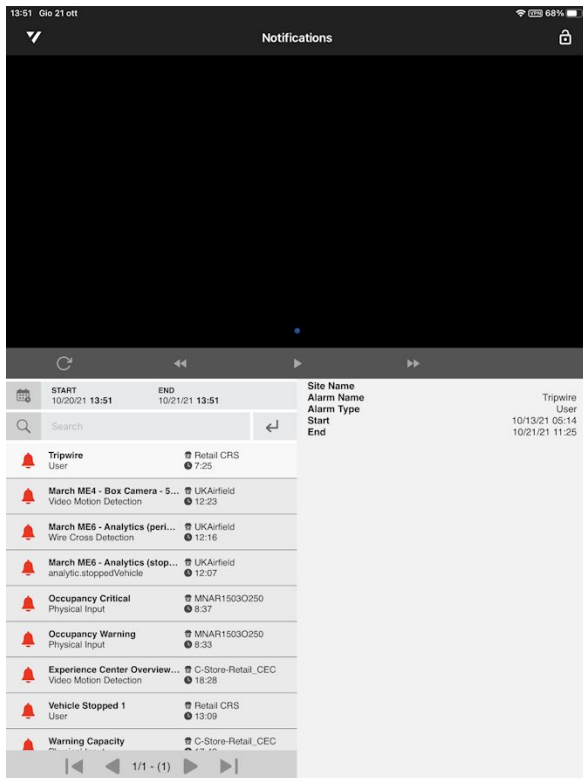 13:51 Gio 21 ott
VPN 68%
Notifications
START
10/20/21 13:51
END
10/21/21 13:51
Search
Tripwire
User
Retail CRS
7:25
March ME4 - Box Camera - 5...
Video Motion Detection
UKAirfield
12:23
March ME6 - Analytics (peri...
Wire Cross Detection
UKAirfield
12:16
March ME6 - Analytics (stop...
analytic.stoppedVehicle
UKAirfield
12:07
Occupancy Critical
Physical Input
MNAR1503O250
8:37
Occupancy Warning
Physical Input
MNAR1503O250
8:33
Experience Center Overview...
Video Motion Detection
C-Store-Retail_CEC
18:28
Vehicle Stopped 1
User
Retail CRS
13:09
Warning Capacity
C-Store-Retail_CEC
1/1 - (1)
Site Name
Alarm Name Tripwire
Alarm Type User
Start 10/13/21 05:14
End 10/21/21 11:25